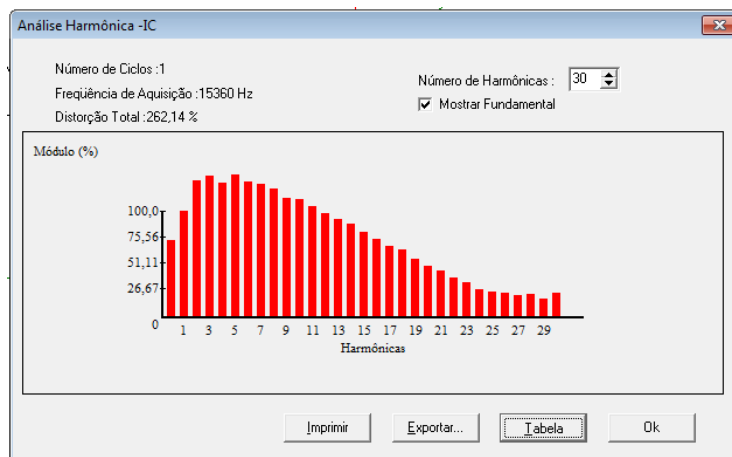 Análise Harmônica -IC
Número de Ciclos :1
Freqüência de Aquisição :15360 Hz
Distorção Total :262,14 %
Número de Harmônicas : 30
Mostrar Fundamental
Módulo (%)
100,0
75,56
51,11
26,67
0
1 3 5 7 9 11 13 15 17 19 21 23 25 27 29
Harmônicas
Imprimir Exportar... Tabela Ok